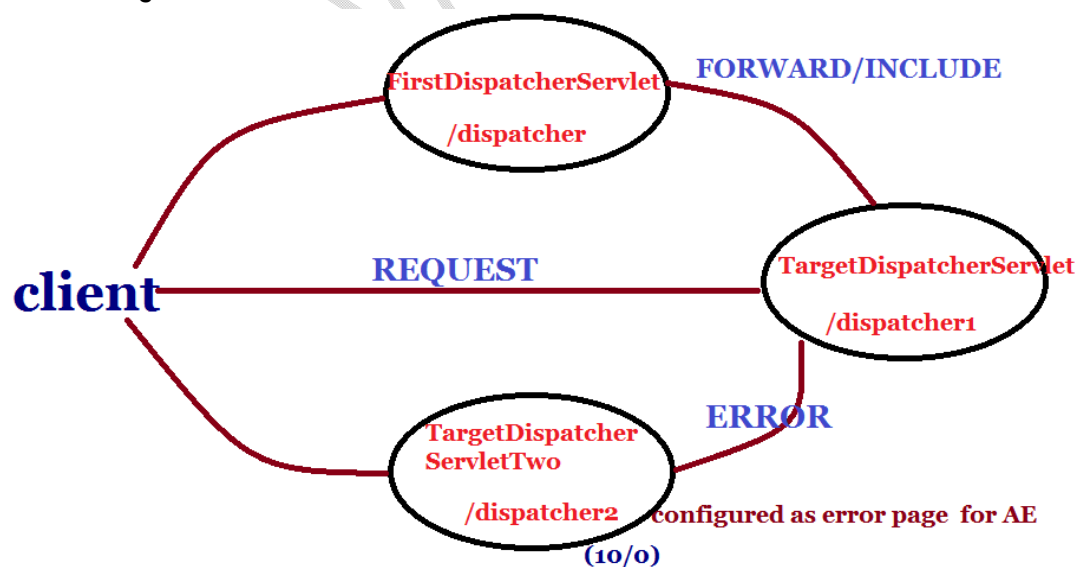 FirstDispatcherServlet
/dispatcher
FORWARD/INCLUDE
client
REQUEST
TargetDispatcherServlet
/dispatcher1
TargetDispatcher
ServletTwo
/dispatcher2
ERROR
configured as error page for AE
(10/0)